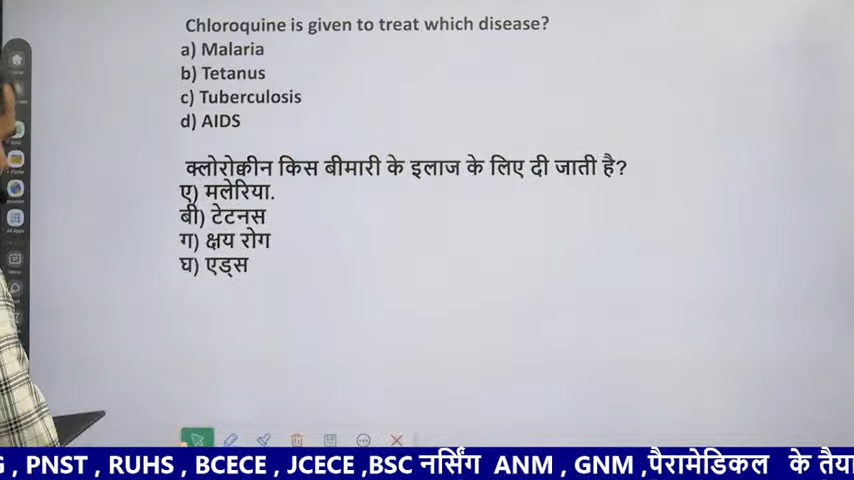 Chloroquine is given to treat which disease?
a) Malaria
b) Tetanus
c) Tuberculosis
d) AIDS
क्लोरोक्वीन किस बीमारी के इलाज के लिए दी जाती है?
ए) मलेरिया.
बी) टेटनस
ग) क्षय रोग
घ) एड्स
, PNST , RUHS , BCECE , JCECE ,BSC नर्सिंग ANM , GNM ,पैरामेडिकल के